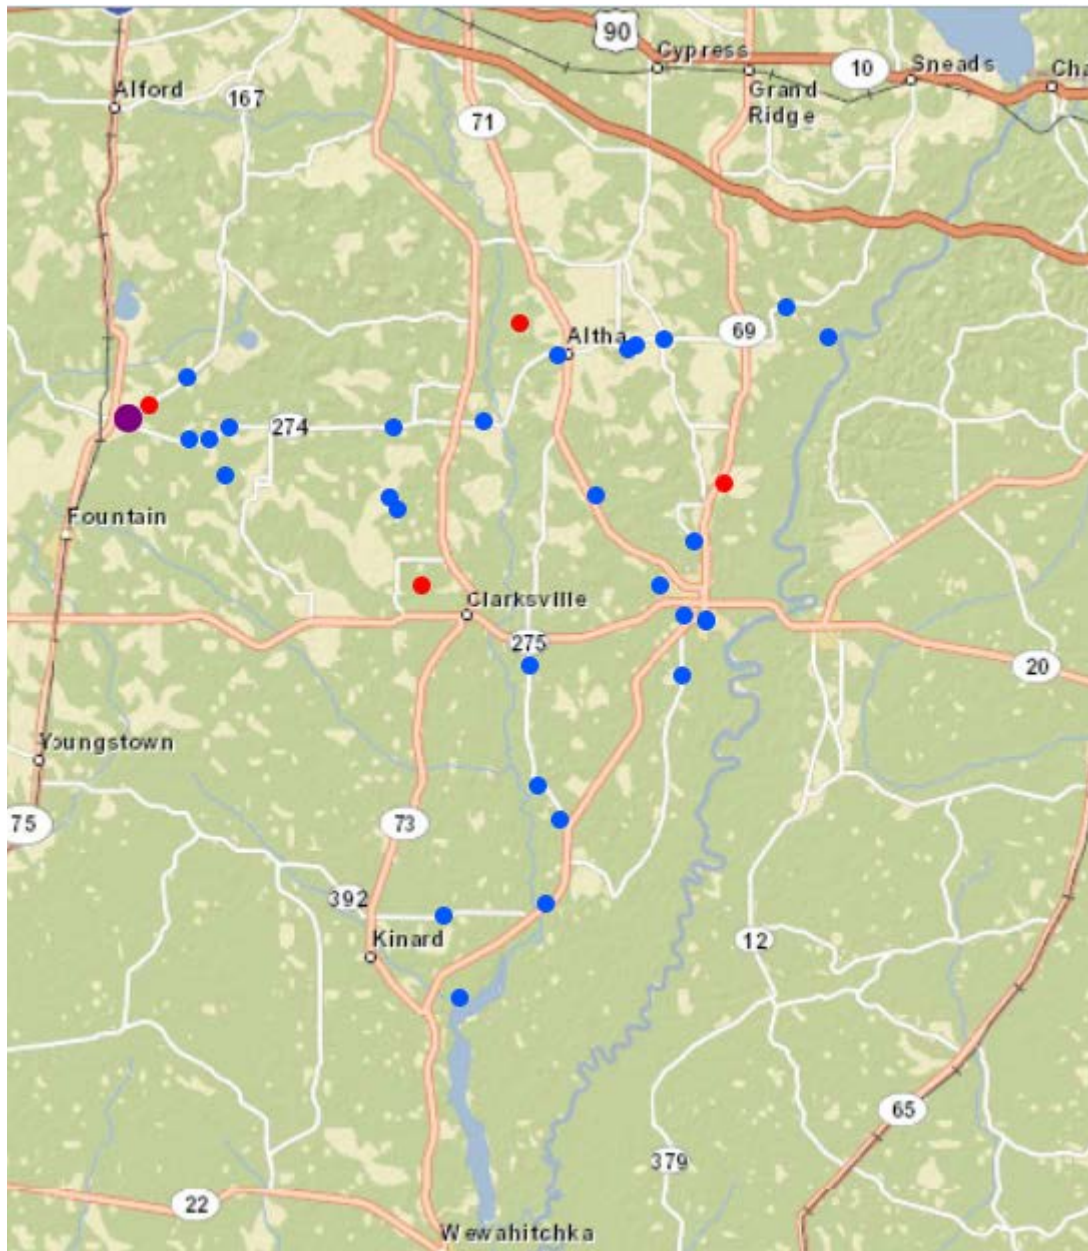 90
Cypress
10
Sneads
Cha
Alford
167
Grand
Ridge
71
69
Altha
274
Fountain
Clarksville
275
20
Youngstown
75
73
392
Kinard
12
65
379
22
Wewahitchka